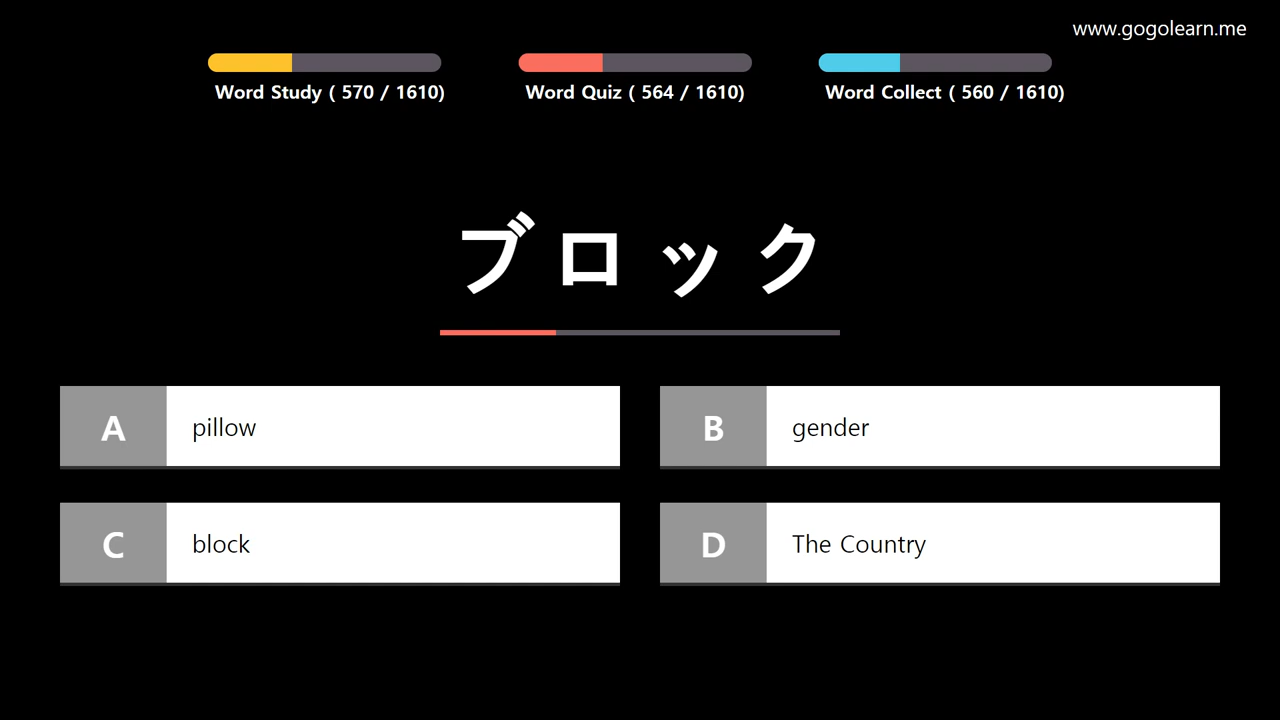 www.gogolearn.me
Word Study ( 570 / 1610)
Word Quiz ( 564 / 1610)
Word Collect ( 560 / 1610)
ブロック
A pillow
B gender
C block
D The Country